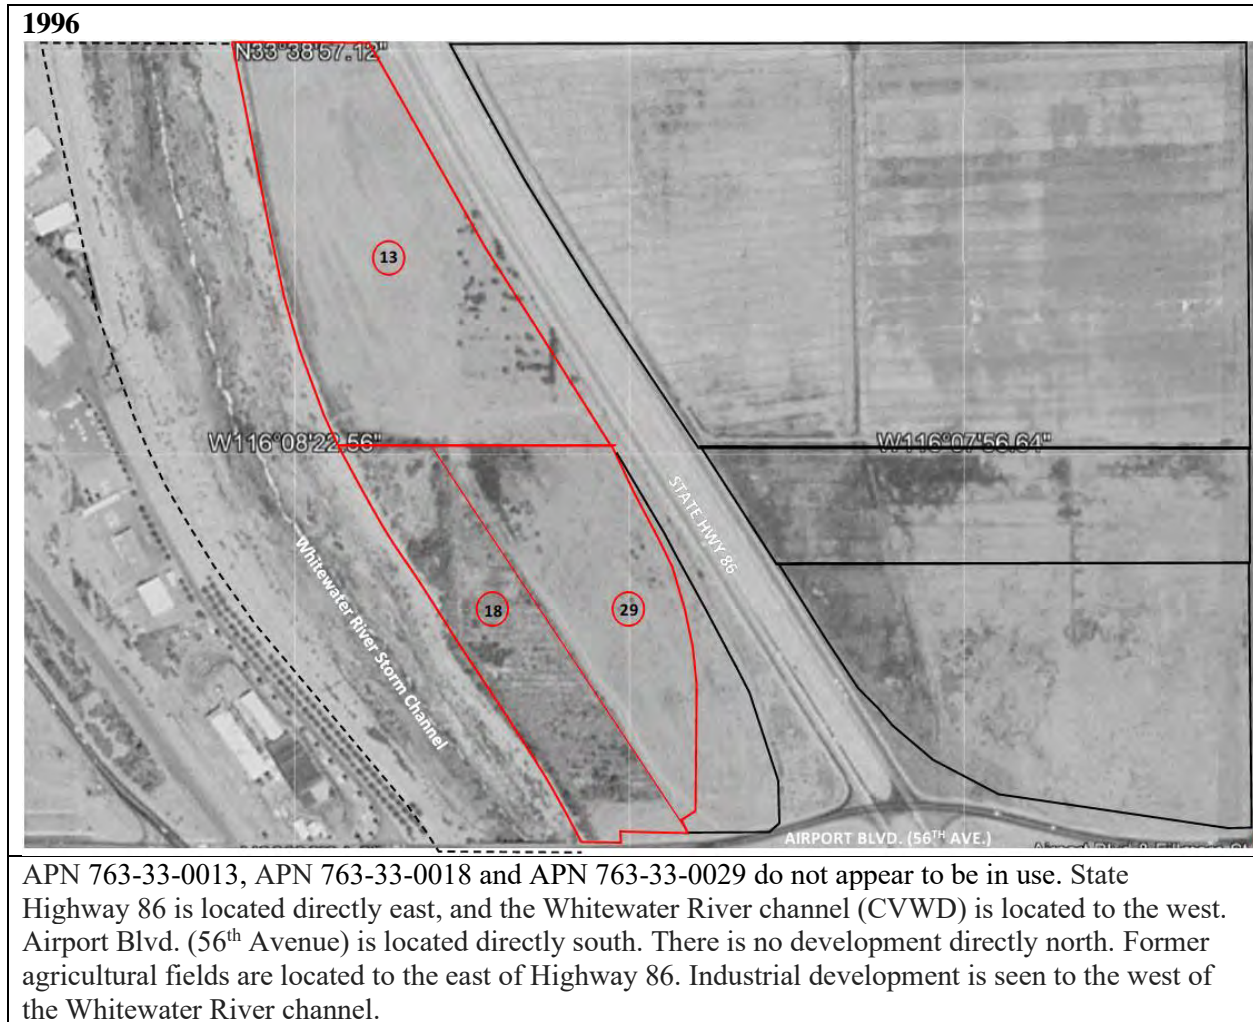 1996
N33°38'57.12"
13
W116°08'22.56"
W116°07'56.64"
STATE HWY 86
Whitewater River Storm Channel
18
29
AIRPORT BLVD. (56TH AVE.)
APN 763-33-0013, APN 763-33-0018 and APN 763-33-0029 do not appear to be in use. State
Highway 86 is located directly east, and the Whitewater River channel (CVWD) is located to the west.
Airport Blvd. (56th Avenue) is located directly south. There is no development directly north. Former
agricultural fields are located to the east of Highway 86. Industrial development is seen to the west of
the Whitewater River channel.